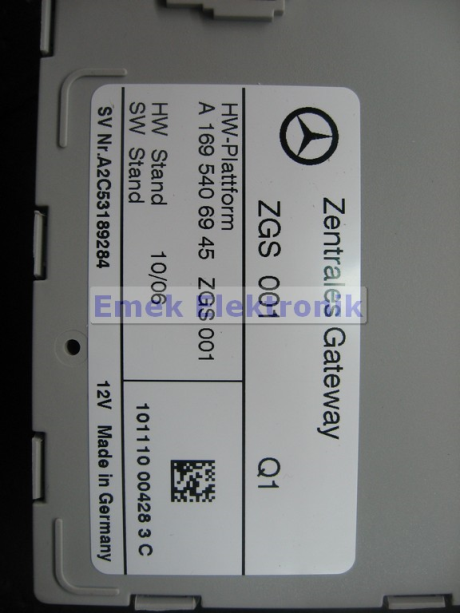 Zentrales Gateway
ZGS 001 Q1
HW-Plattform
A 169 540 69 45 ZGS 001
HW Stand 10/06
SW Stand
101110 00428 3 C
SV Nr.A2C53189284 12V Made in Germany
Emek Elektronik